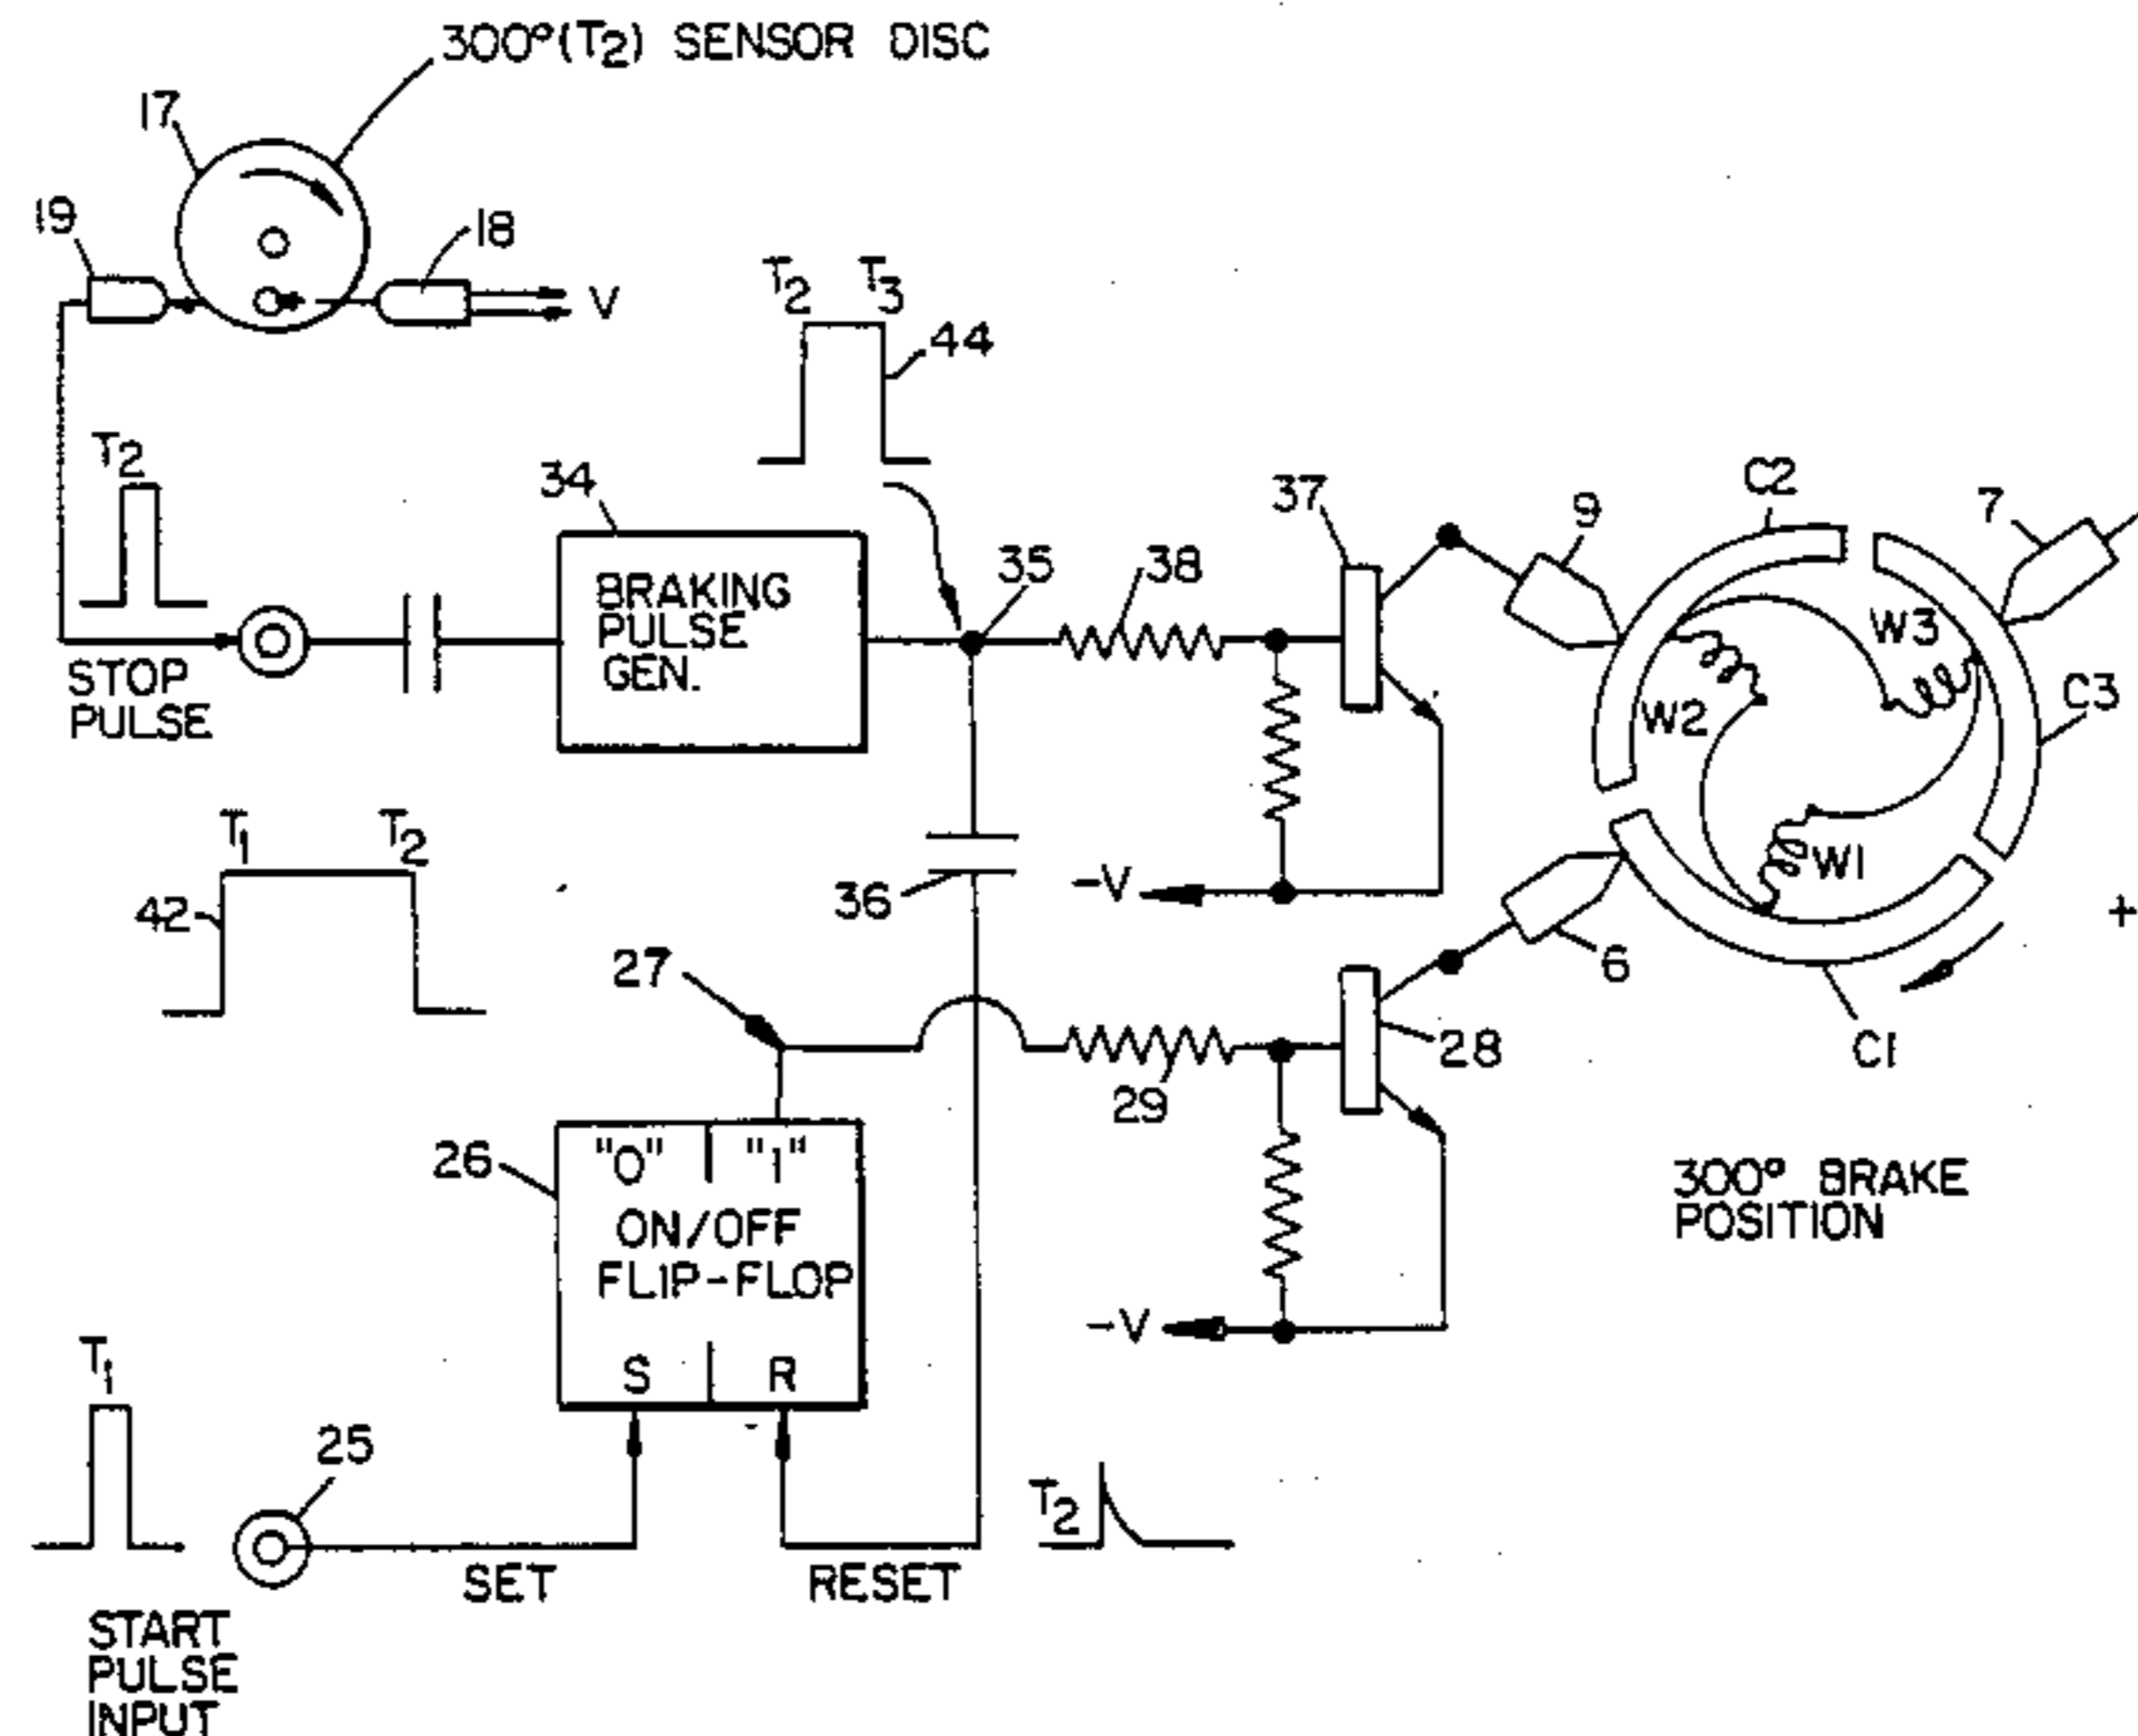 300°(T2) SENSOR DISC
17
19
18
V
T2 T3
44
T2
34
37
C2
9
7
BRAKING
PULSE
GEN.
35
38
W3
C3
W2
STOP
PULSE
T1 T2
42
36
-V
W1
+
27
6
28
C1
29
26
"0" "1"
ON/OFF
FLIP-FLOP
300° BRAKE
POSITION
-V
S R
T1
25
T2
SET
RESET
START
PULSE
INPUT